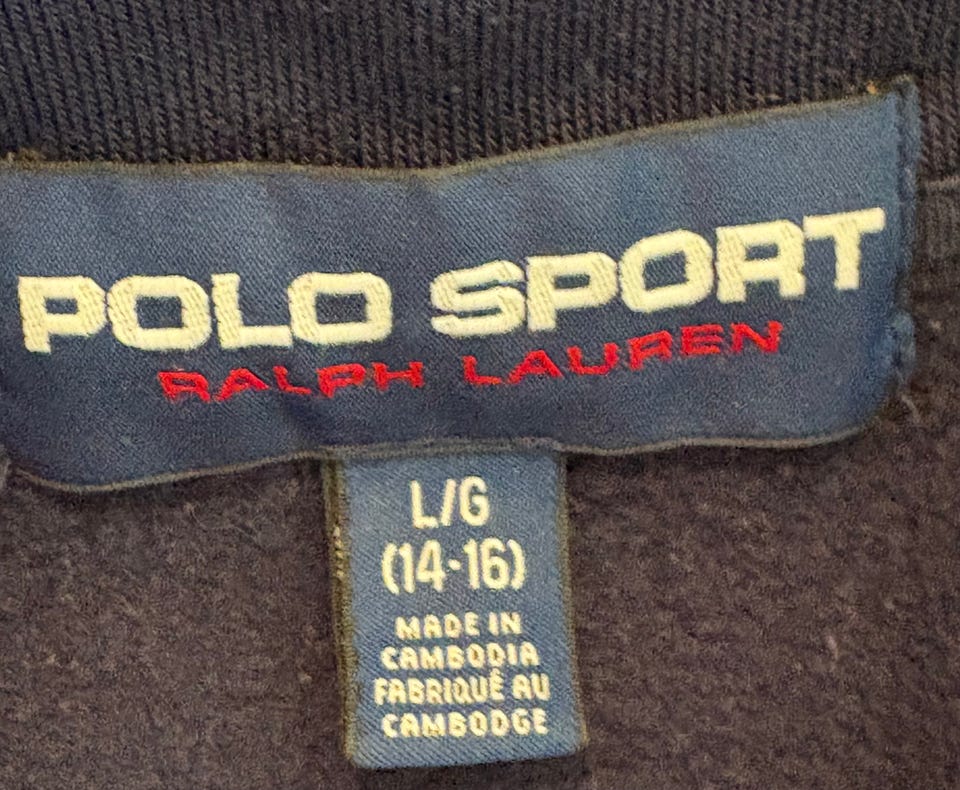 POLO SPORT
RALPH LAUREN
L/G
(14-16)
MADE IN
CAMBODIA
FABRIQUÉ AU
CAMBODGE